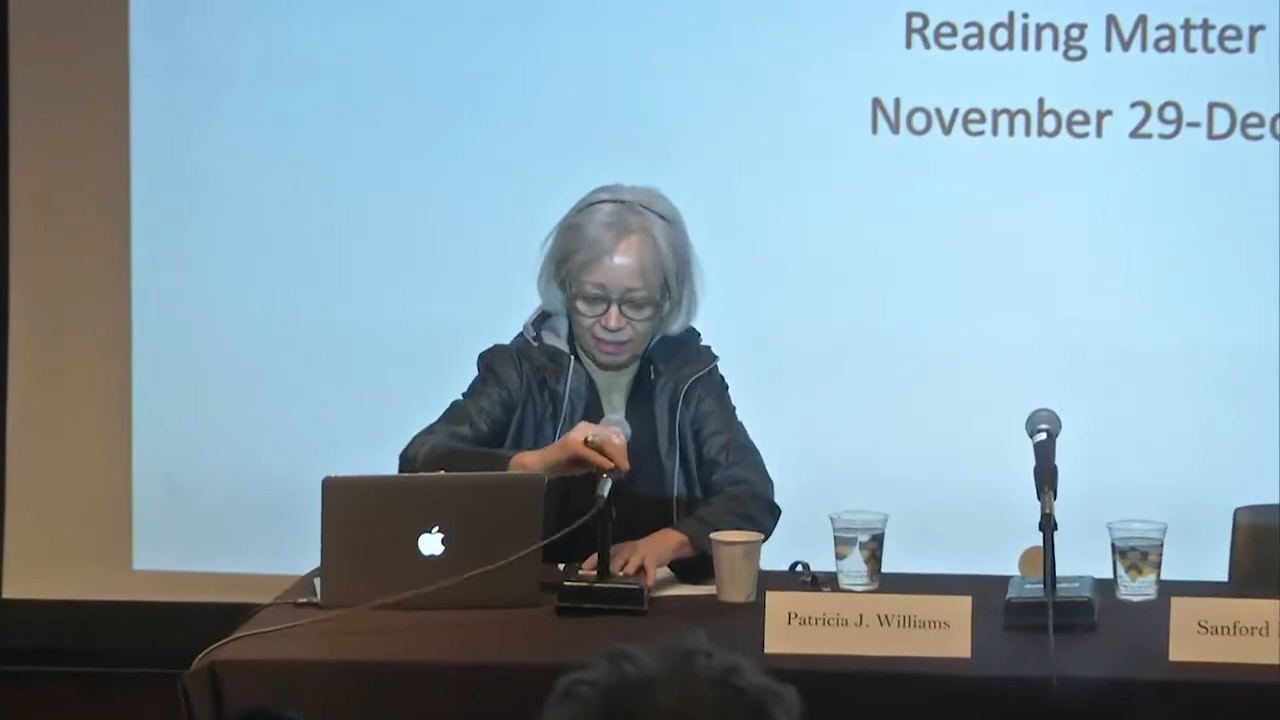 Reading Matter
November 29-Dec
Patricia J. Williams
Sanford